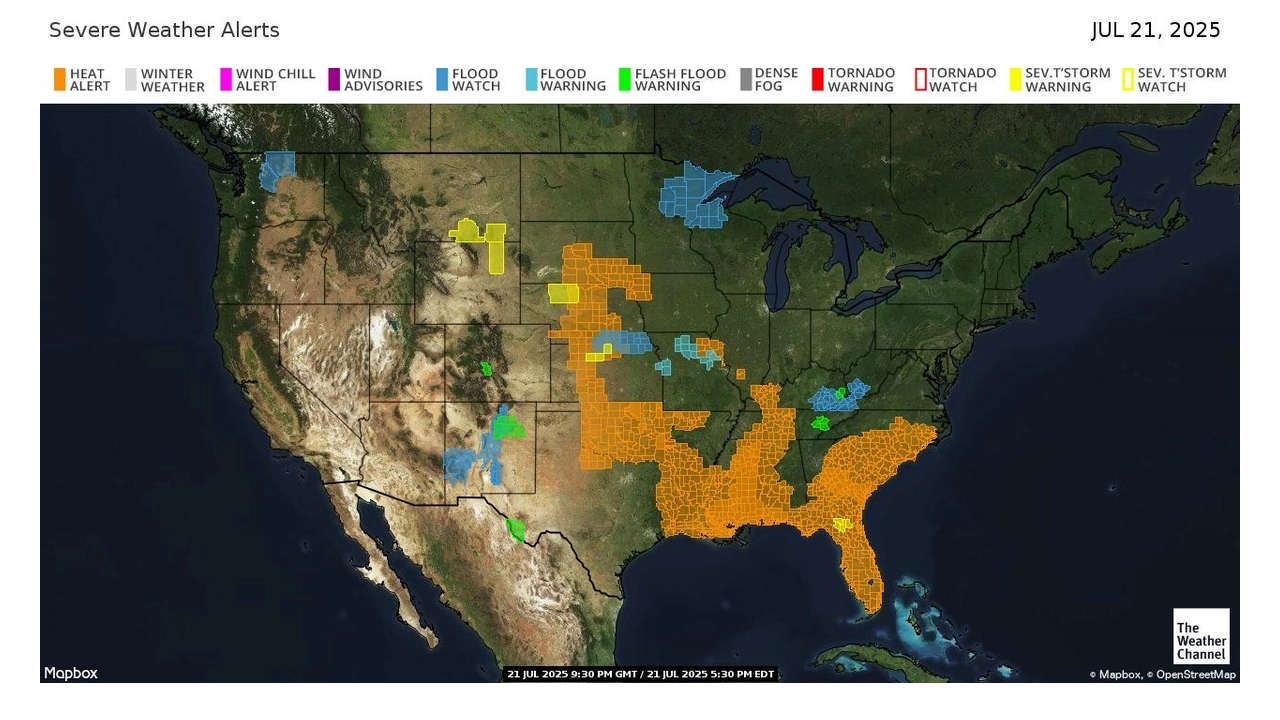 Severe Weather Alerts
JUL 21, 2025
HEAT ALERT
WINTER WEATHER
WIND CHILL ALERT
WIND ADVISORIES
FLOOD WATCH
FLOOD WARNING
FLASH FLOOD WARNING
DENSE FOG
TORNADO WARNING
TORNADO WATCH
SEV.T'STORM WARNING
SEV. T'STORM WATCH
The
Weather
Channel
Mapbox
21 JUL 2025 9:30 PM GMT / 21 JUL 2025 5:30 PM EDT
© Mapbox, © OpenStreetMap